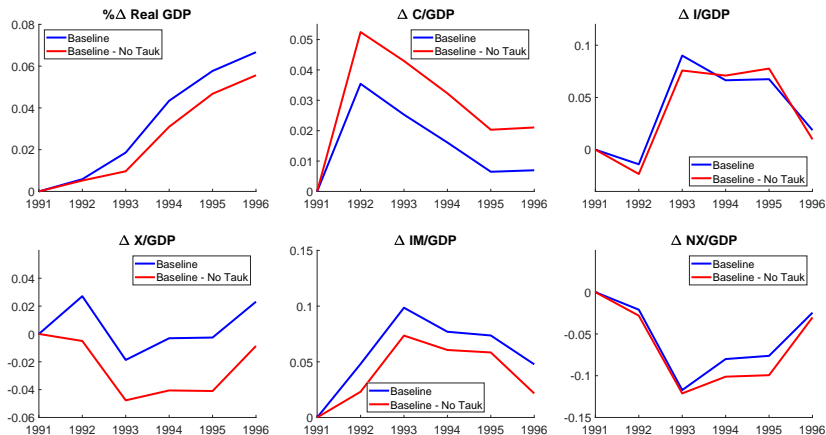 %Δ Real GDP
0.08
0.06
0.04
0.02
0
1991 1992 1993 1994 1995 1996
Baseline
Baseline - No Tauk
Δ C/GDP
0.05
0.04
0.03
0.02
0.01
0
1991 1992 1993 1994 1995 1996
Baseline
Baseline - No Tauk
Δ I/GDP
0.1
0.05
0
1991 1992 1993 1994 1995 1996
Baseline
Baseline - No Tauk
Δ X/GDP
0.04
0.02
0
-0.02
-0.04
-0.06
1991 1992 1993 1994 1995 1996
Baseline
Baseline - No Tauk
Δ IM/GDP
0.15
0.1
0.05
0
1991 1992 1993 1994 1995 1996
Baseline
Baseline - No Tauk
Δ NX/GDP
0
-0.05
-0.1
-0.15
1991 1992 1993 1994 1995 1996
Baseline
Baseline - No Tauk